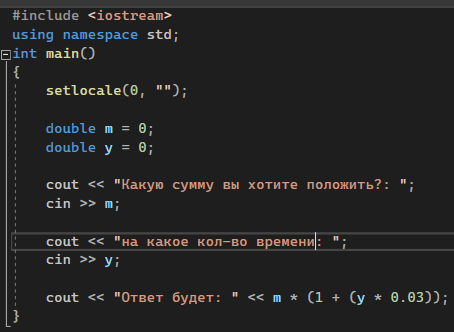 #include <iostream>
using namespace std;
int main()
{
setlocale(0, "");
double m = 0;
double y = 0;
cout << "Какую сумму вы хотите положить?: ";
cin >> m;
cout << "на какое кол-во времени: ";
cin >> y;
cout << "Ответ будет: " << m * (1 + (y * 0.03));
}